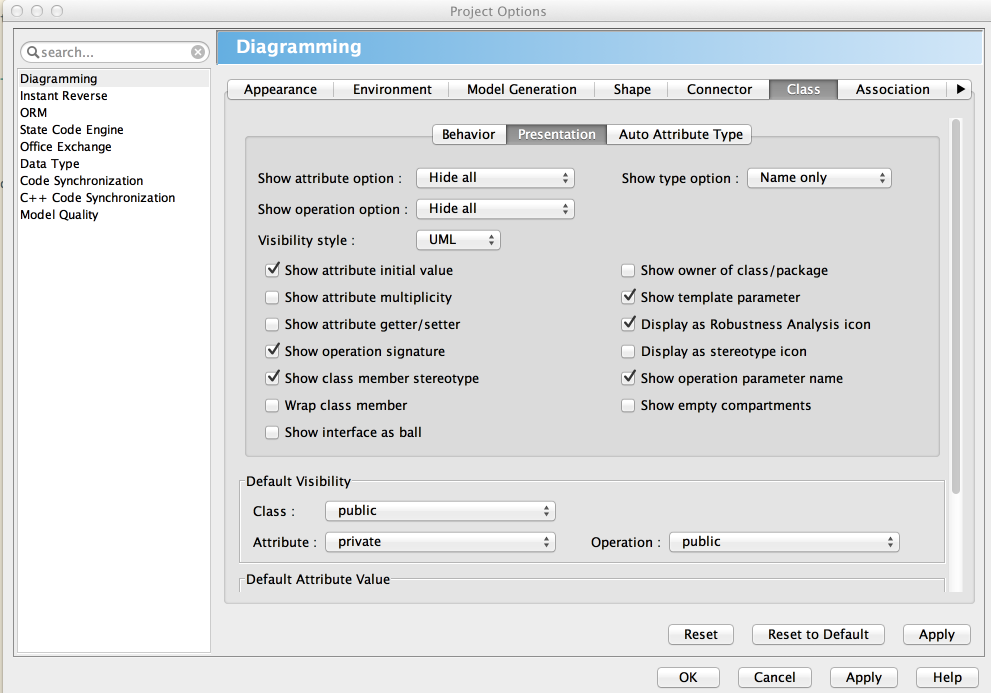 Project Options
search...
Diagramming
Diagramming
Instant Reverse
ORM
State Code Engine
Office Exchange
Data Type
Code Synchronization
C++ Code Synchronization
Model Quality
Appearance Environment Model Generation Shape Connector Class Association
Behavior Presentation Auto Attribute Type
Show attribute option : Hide all Show type option : Name only
Show operation option : Hide all
Visibility style : UML
Show attribute initial value Show owner of class/package
Show attribute multiplicity Show template parameter
Show attribute getter/setter Display as Robustness Analysis icon
Show operation signature Display as stereotype icon
Show class member stereotype Show operation parameter name
Wrap class member Show empty compartments
Show interface as ball
Default Visibility
Class : public
Attribute : private Operation : public
Default Attribute Value
Reset Reset to Default Apply
OK Cancel Apply Help